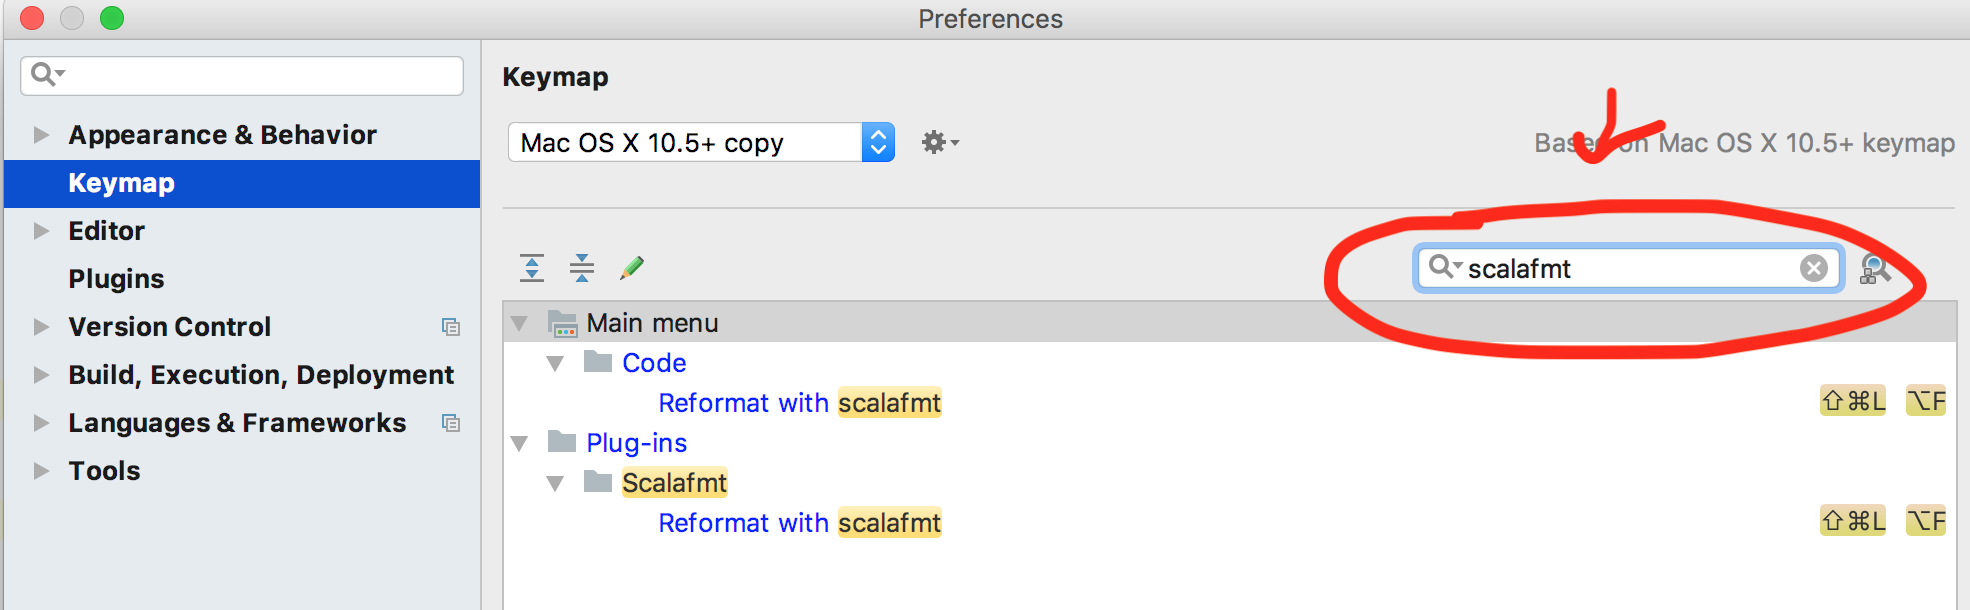 Preferences
Appearance & Behavior
Keymap
Editor
Plugins
Version Control
Build, Execution, Deployment
Languages & Frameworks
Tools
Keymap
Mac OS X 10.5+ copy
Based on Mac OS X 10.5+ keymap
scalafmt
Main menu
Code
Reformat with scalafmt ⇧⌘L ⌥F
Plug-ins
Scalafmt
Reformat with scalafmt ⇧⌘L ⌥F